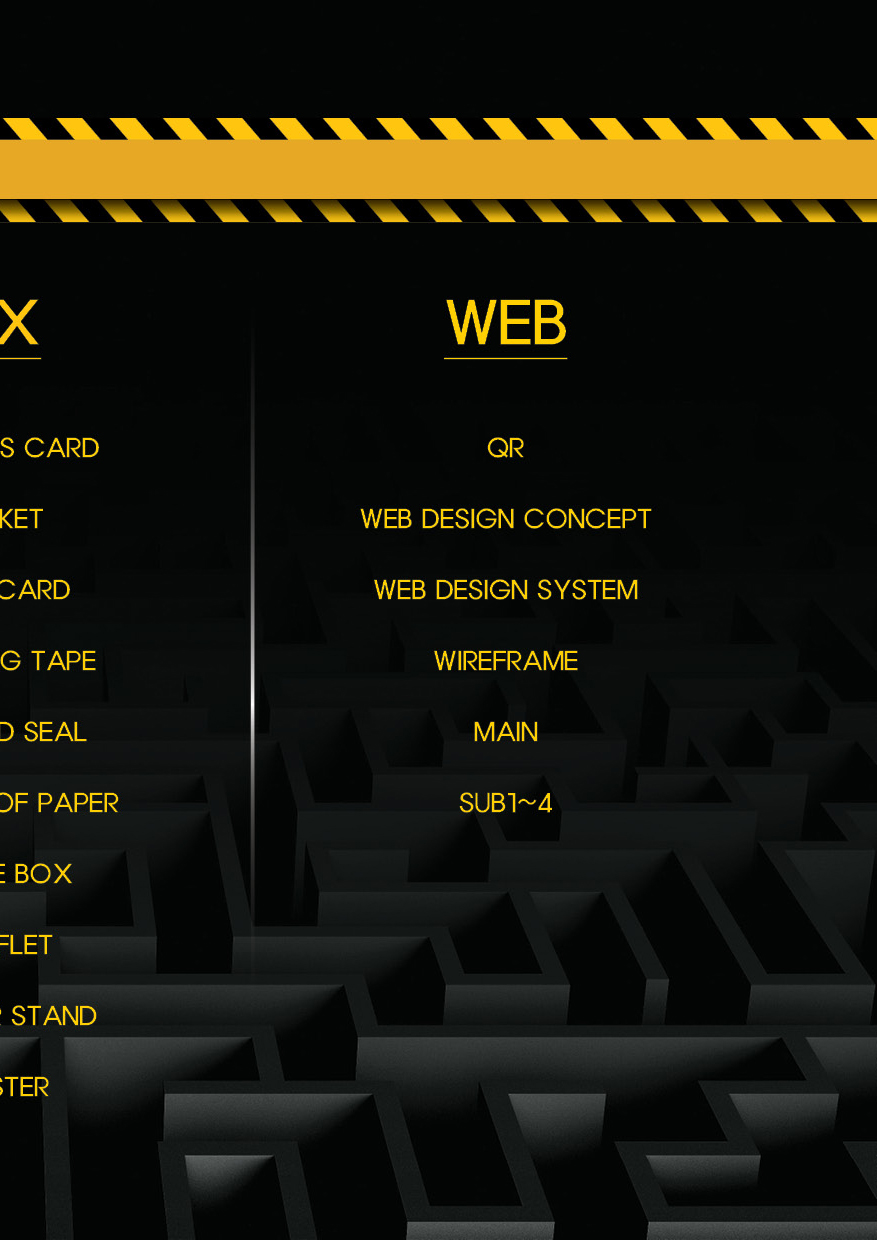 X
S CARD
KET
CARD
G TAPE
D SEAL
OF PAPER
E BOX
FLET
R STAND
STER
WEB
QR
WEB DESIGN CONCEPT
WEB DESIGN SYSTEM
WIREFRAME
MAIN
SUB1~4